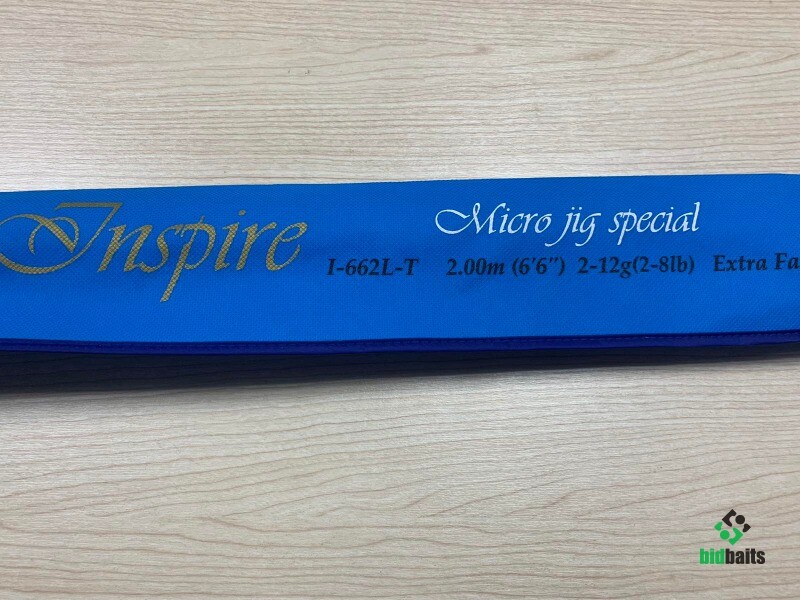 Inspire
Micro jig special
I-662L-T 2.00m (6'6") 2-12g(2-8lb) Extra Fa
bidbaits